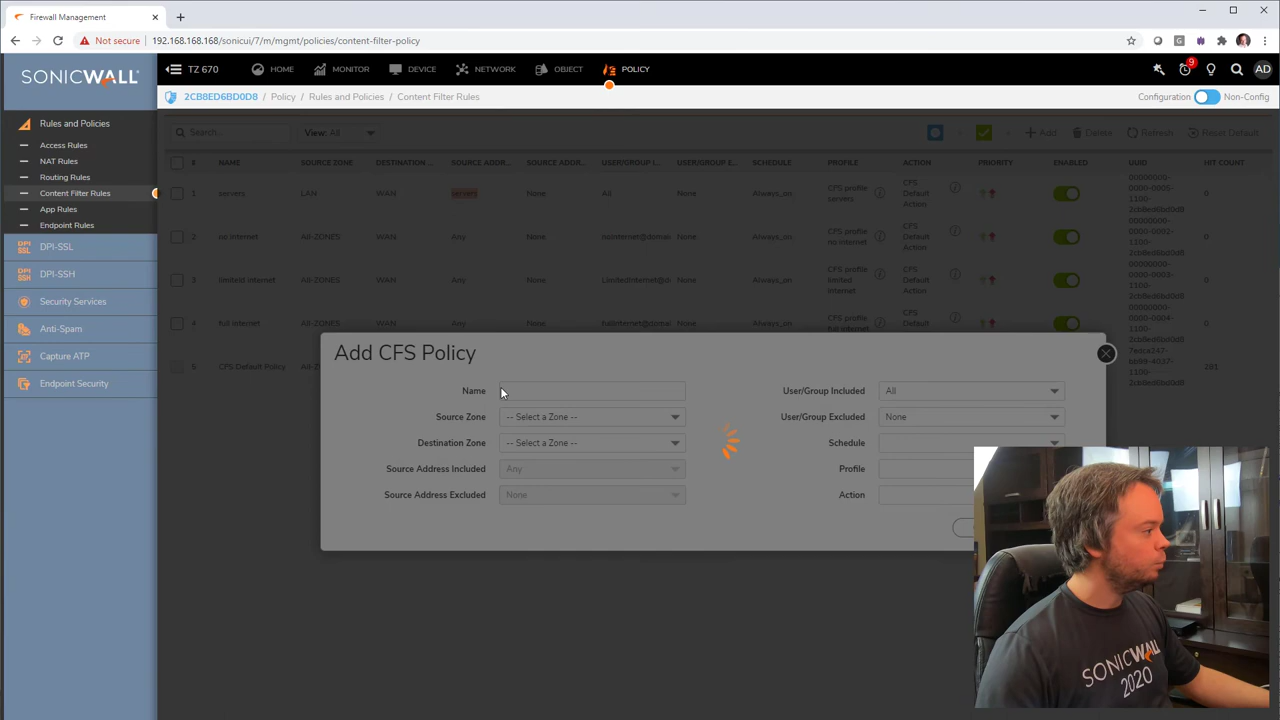 Firewall Management
Not secure 192.168.168.168/sonicui/7/m/mgmt/policies/content-filter-policy
SONICWALL
TZ 670 HOME MONITOR DEVICE NETWORK OBJECT POLICY 9 AD
2CB8ED6BD0D8 / Policy / Rules and Policies / Content Filter Rules Configuration Non-Config
Rules and Policies
Access Rules
NAT Rules
Routing Rules
Content Filter Rules
App Rules
Endpoint Rules
DPI-SSL
DPI-SSH
Security Services
Anti-Spam
Capture ATP
Endpoint Security
Search... View: All Add Delete Refresh Reset Default
# NAME SOURCE ZONE DESTINATION ... SOURCE ADDR... SOURCE ADDR... USER/GROUP I... USER/GROUP E... SCHEDULE PROFILE ACTION PRIORITY ENABLED UUID HIT COUNT
1 servers LAN WAN servers None All None Always_on CFS profile servers CFS Default Action 0
2 no internet All-ZONES WAN Any None nointernet@domai... None Always_on CFS profile no internet CFS Default Action 0
3 limiteld internet All-ZONES WAN Any None LimitedInternet@d... None Always_on CFS profile limited internet CFS Default Action 0
4 full internet All-ZONES WAN Any None fullinternet@domai... None Always_on CFS profile full internet CFS Default 0
5 CFS Default Policy All-Z 281
Add CFS Policy
Name
Source Zone -- Select a Zone --
Destination Zone -- Select a Zone --
Source Address Included Any
Source Address Excluded None
User/Group Included All
User/Group Excluded None
Schedule
Profile
Action
SONICWALL
2020